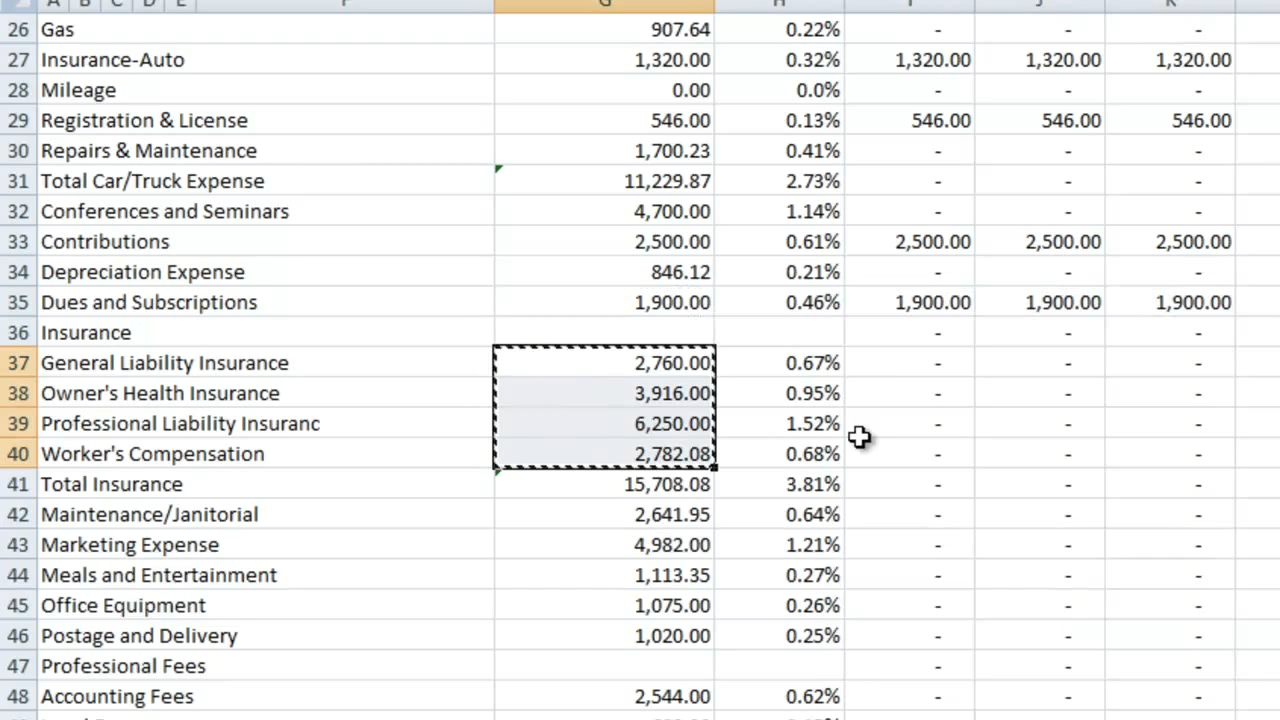 A B C D E F G H I J K
26 Gas 907.64 0.22% - - -
27 Insurance-Auto 1,320.00 0.32% 1,320.00 1,320.00 1,320.00
28 Mileage 0.00 0.0% - - -
29 Registration & License 546.00 0.13% 546.00 546.00 546.00
30 Repairs & Maintenance 1,700.23 0.41% - - -
31 Total Car/Truck Expense 11,229.87 2.73% - - -
32 Conferences and Seminars 4,700.00 1.14% - - -
33 Contributions 2,500.00 0.61% 2,500.00 2,500.00 2,500.00
34 Depreciation Expense 846.12 0.21% - - -
35 Dues and Subscriptions 1,900.00 0.46% 1,900.00 1,900.00 1,900.00
36 Insurance - - -
37 General Liability Insurance 2,760.00 0.67% - - -
38 Owner's Health Insurance 3,916.00 0.95% - - -
39 Professional Liability Insuranc 6,250.00 1.52% - - -
40 Worker's Compensation 2,782.08 0.68% - - -
41 Total Insurance 15,708.08 3.81% - - -
42 Maintenance/Janitorial 2,641.95 0.64% - - -
43 Marketing Expense 4,982.00 1.21% - - -
44 Meals and Entertainment 1,113.35 0.27% - - -
45 Office Equipment 1,075.00 0.26% - - -
46 Postage and Delivery 1,020.00 0.25% - - -
47 Professional Fees - - -
48 Accounting Fees 2,544.00 0.62% - - -